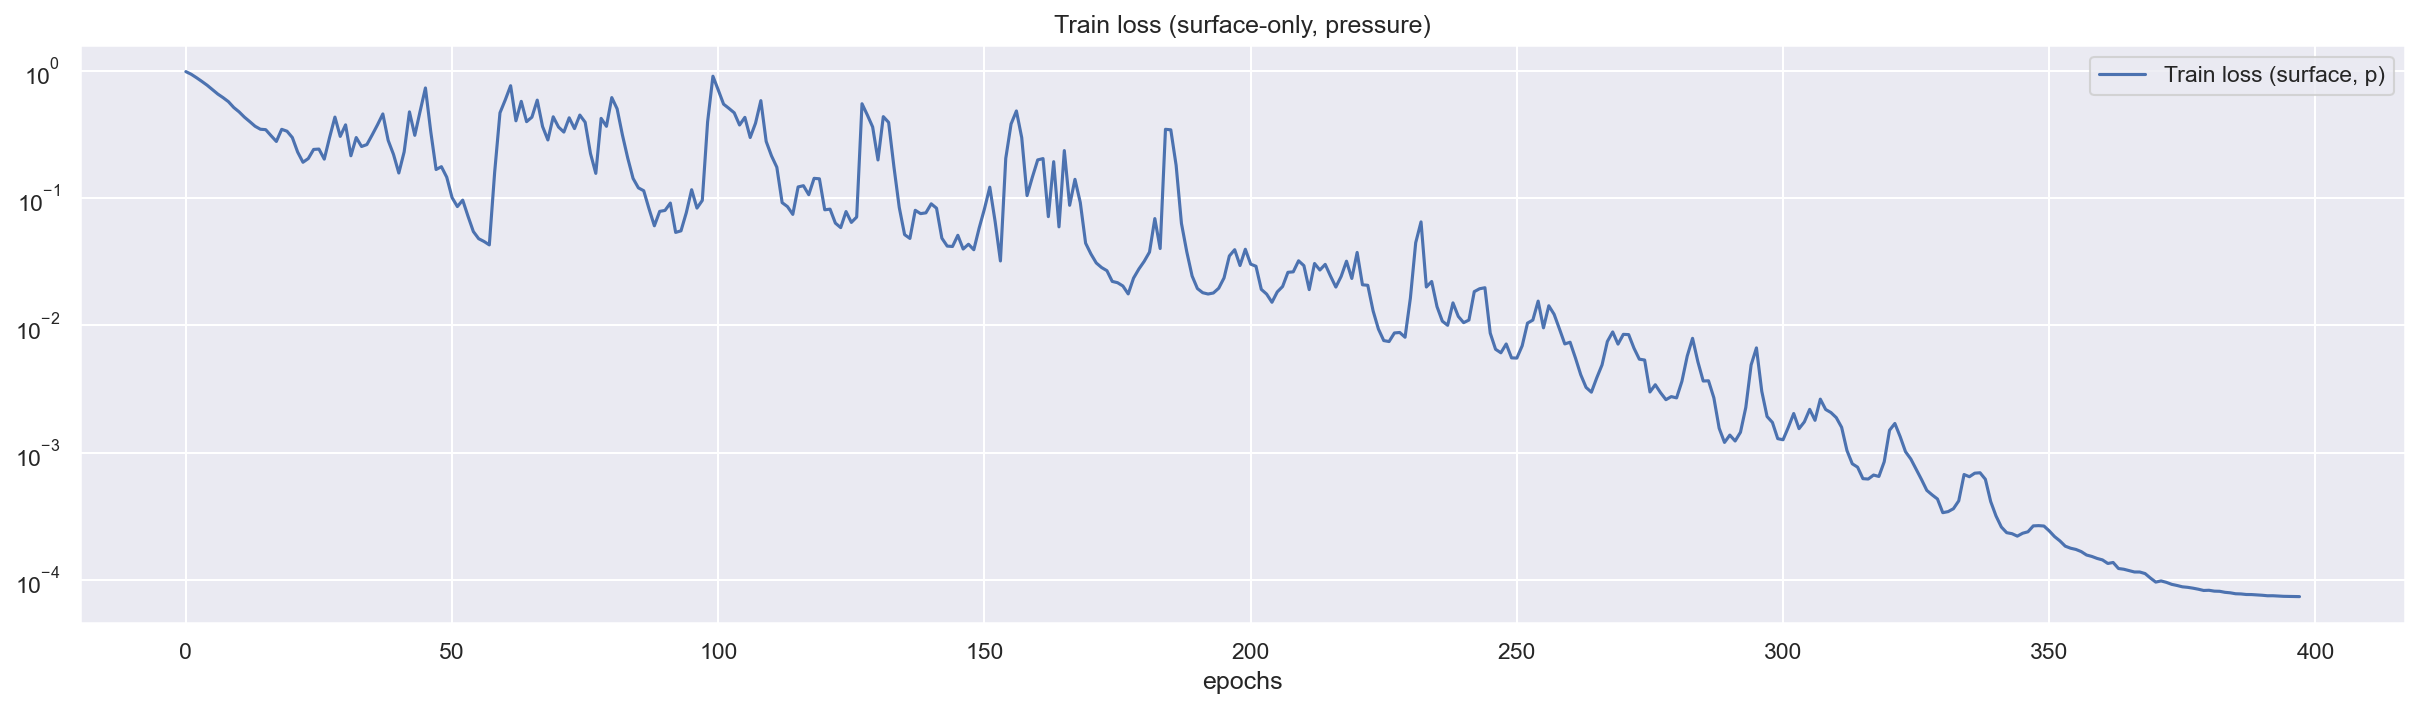 Train loss (surface-only, pressure)
Train loss (surface, p)
10^0
10^−1
10^−2
10^−3
10^−4
0 50 100 150 200 250 300 350 400
epochs